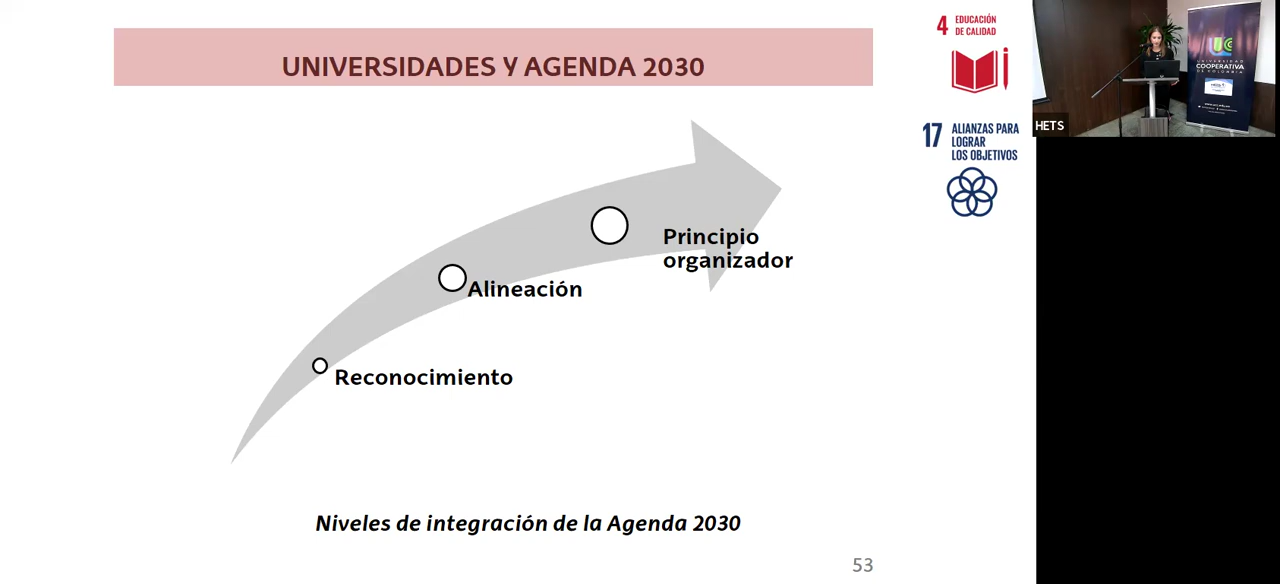 UNIVERSIDADES Y AGENDA 2030
Principio
organizador
Alineación
Reconocimiento
Niveles de integración de la Agenda 2030
53
4 EDUCACIÓN
DE CALIDAD
17 ALIANZAS PARA
LOGRAR
LOS OBJETIVOS
HETS
UCC
UNIVERSIDAD
COOPERATIVA
DE COLOMBIA